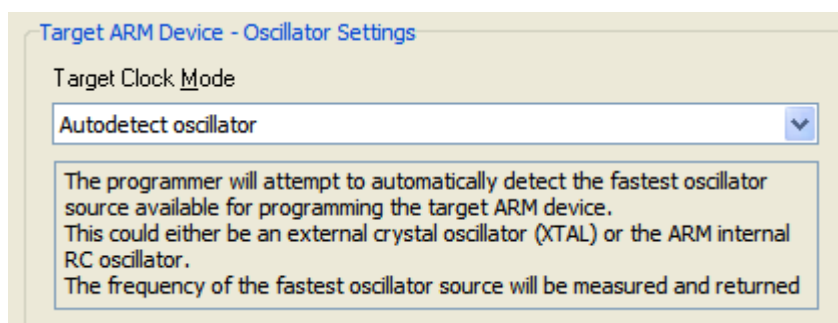 Target ARM Device - Oscillator Settings
Target Clock Mode
Autodetect oscillator
The programmer will attempt to automatically detect the fastest oscillator
source available for programming the target ARM device.
This could either be an external crystal oscillator (XTAL) or the ARM internal
RC oscillator.
The frequency of the fastest oscillator source will be measured and returned